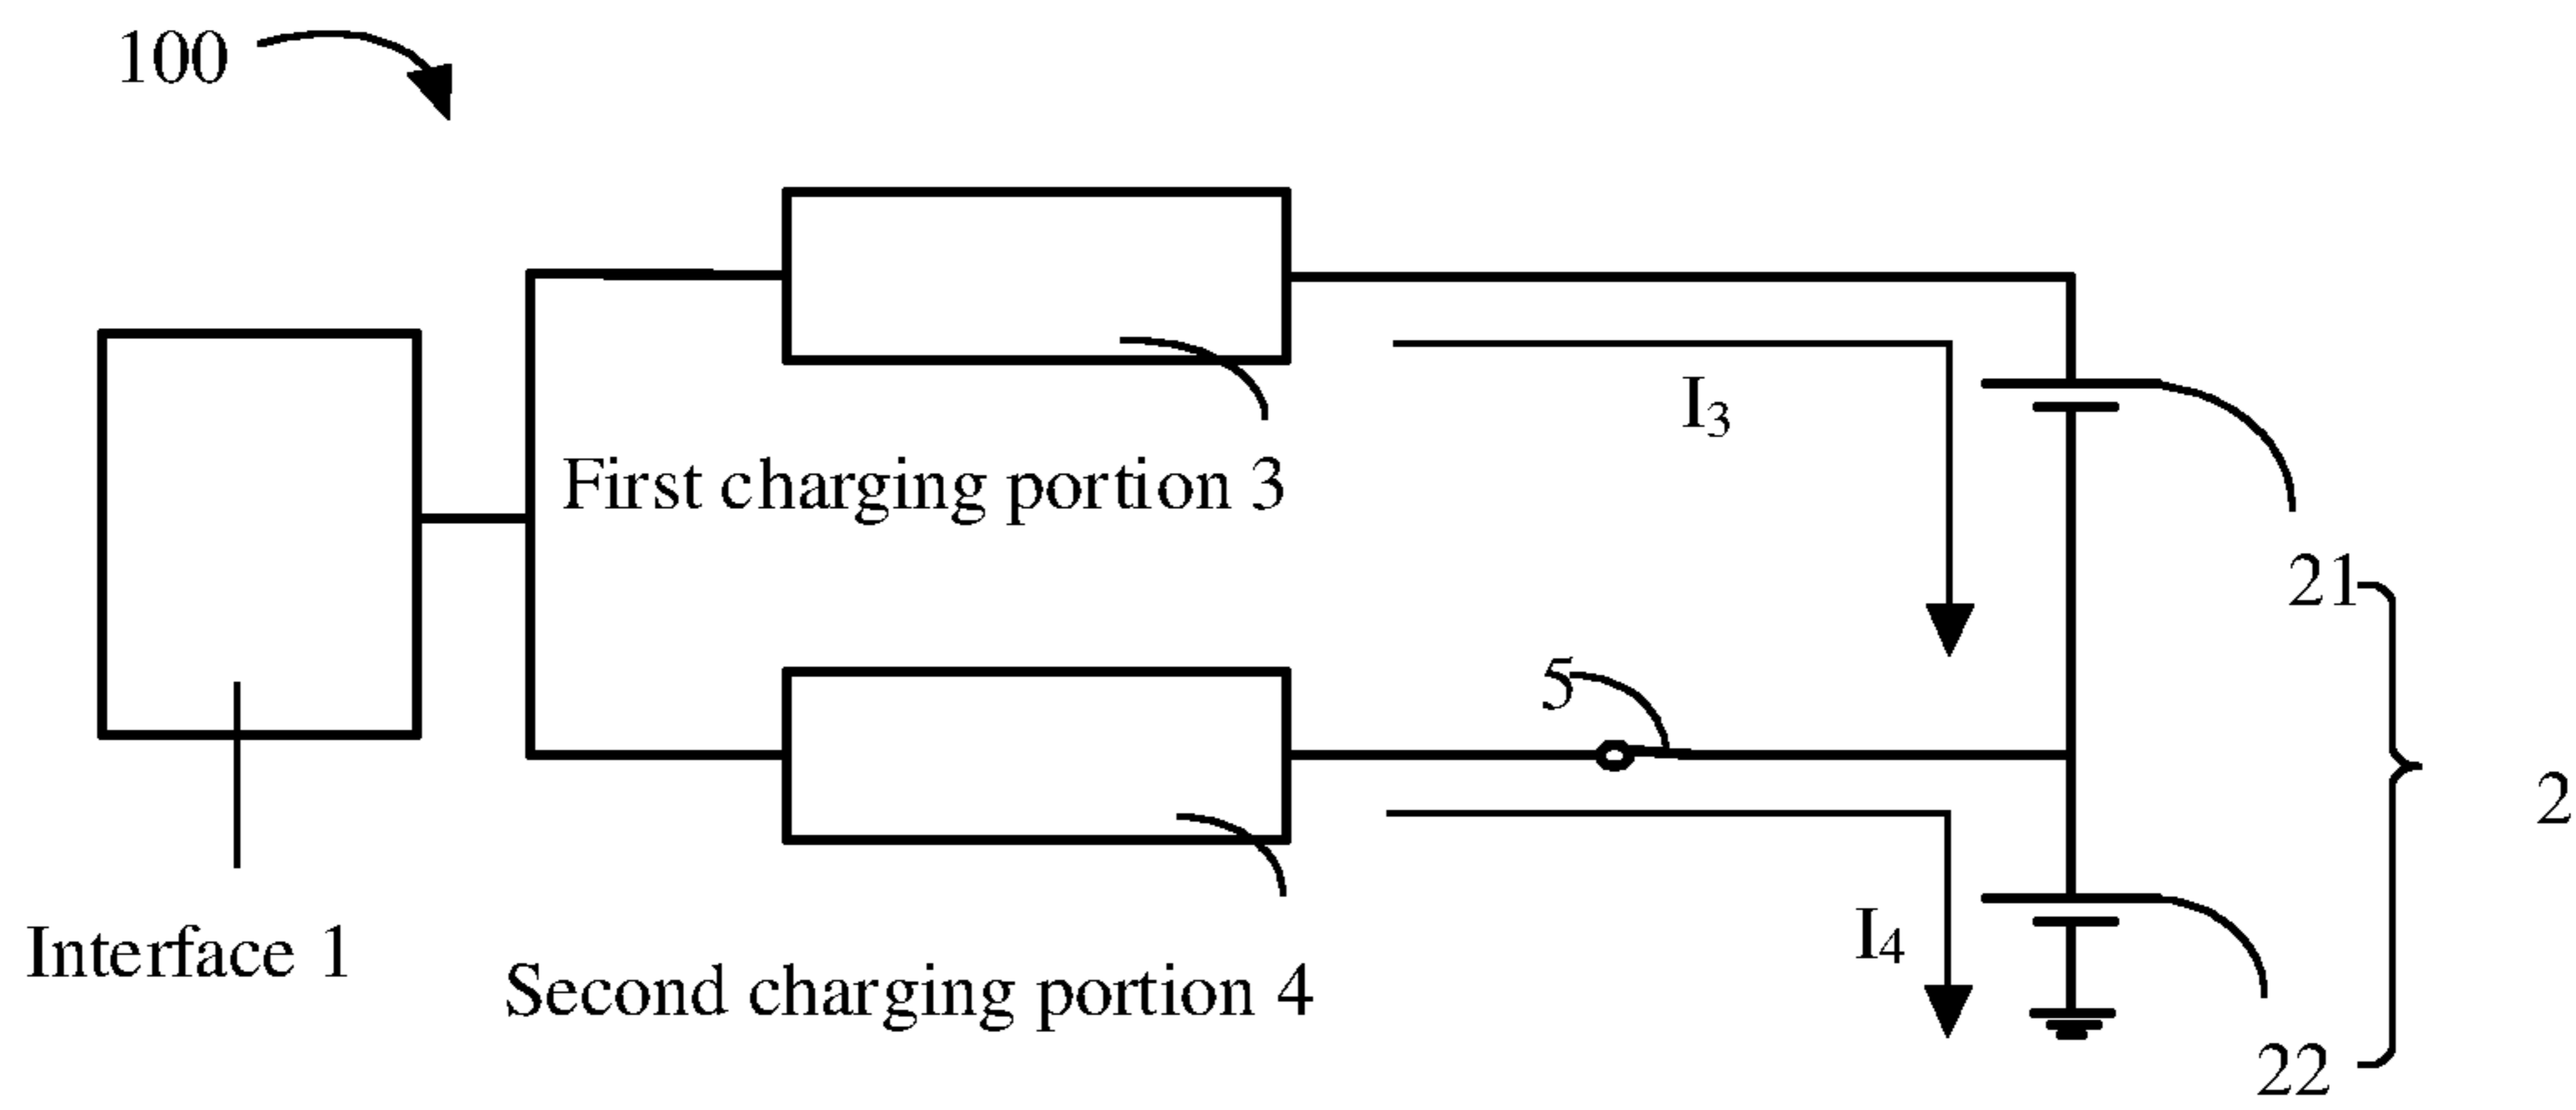 100
I3
First charging portion 3
21
5
2
I4
Interface 1
Second charging portion 4
22